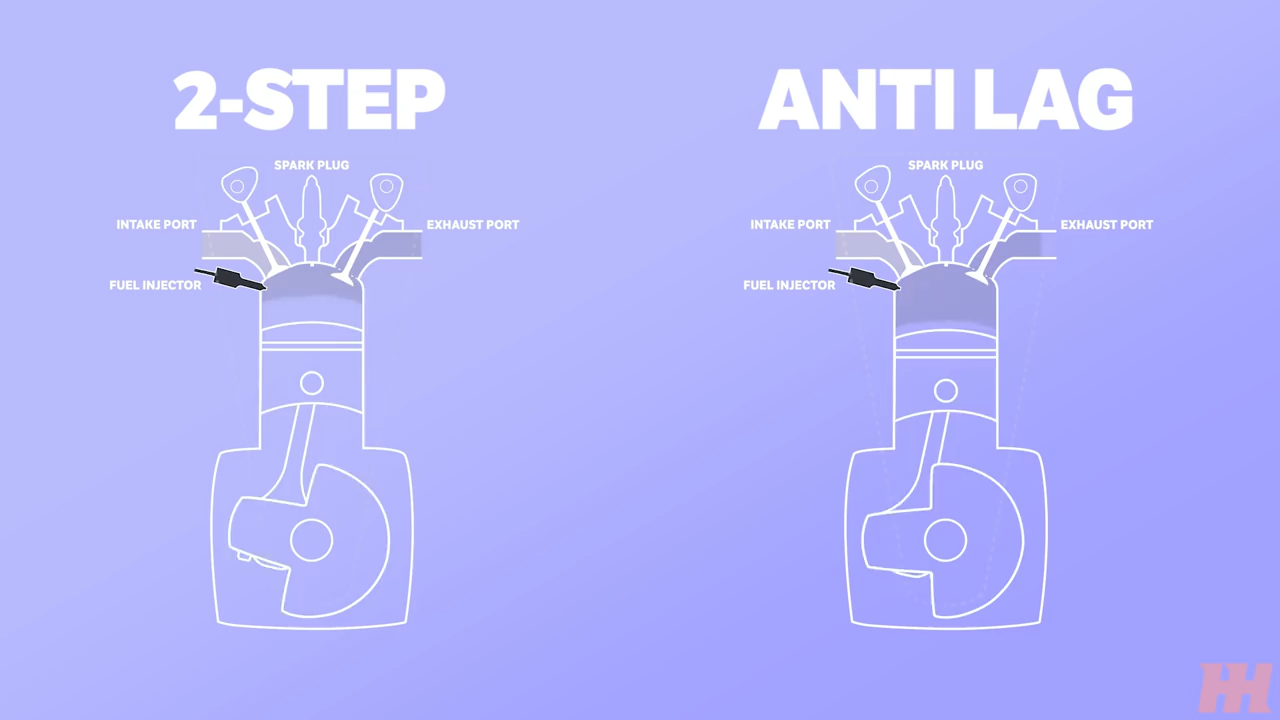 2-STEP
SPARK PLUG
INTAKE PORT
EXHAUST PORT
FUEL INJECTOR
ANTI LAG
SPARK PLUG
INTAKE PORT
EXHAUST PORT
FUEL INJECTOR
HH